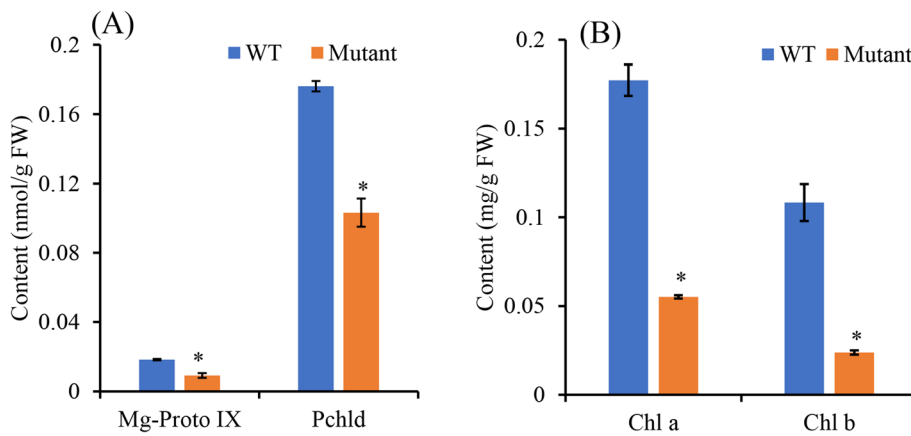 (A)
WT Mutant
Content (nmol/g FW)
0.2
0.16
0.12
0.08
0.04
0
*
*
Mg-Proto IX Pchld
(B)
WT Mutant
Content (mg/g FW)
0.2
0.15
0.1
0.05
0
*
*
Chl a Chl b